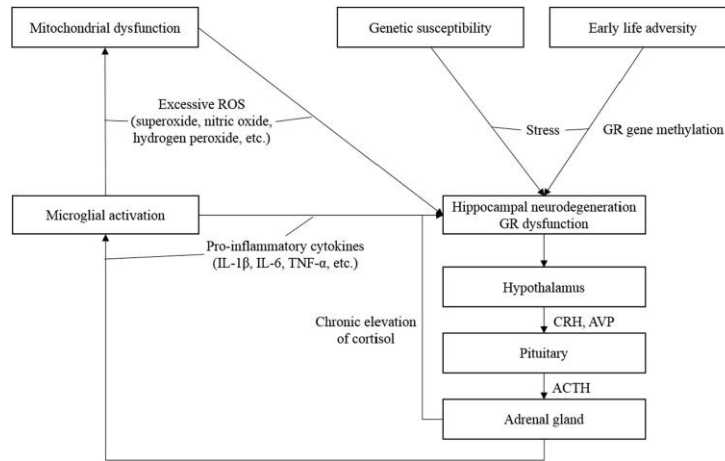 Mitochondrial dysfunction
Genetic susceptibility
Early life adversity
Excessive ROS
(superoxide, nitric oxide,
hydrogen peroxide, etc.)
Stress
GR gene methylation
Microglial activation
Hippocampal neurodegeneration
GR dysfunction
Pro-inflammatory cytokines
(IL-1β, IL-6, TNF-α, etc.)
Hypothalamus
Chronic elevation
of cortisol
CRH, AVP
Pituitary
ACTH
Adrenal gland